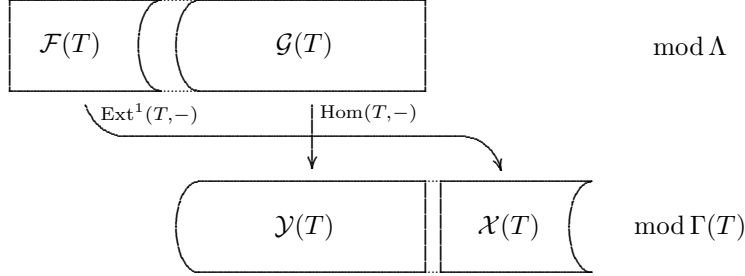 𝓕(T) 𝓖(T) mod Λ
Ext¹(T,−) Hom(T,−)
𝓨(T) 𝓧(T) mod Γ(T)